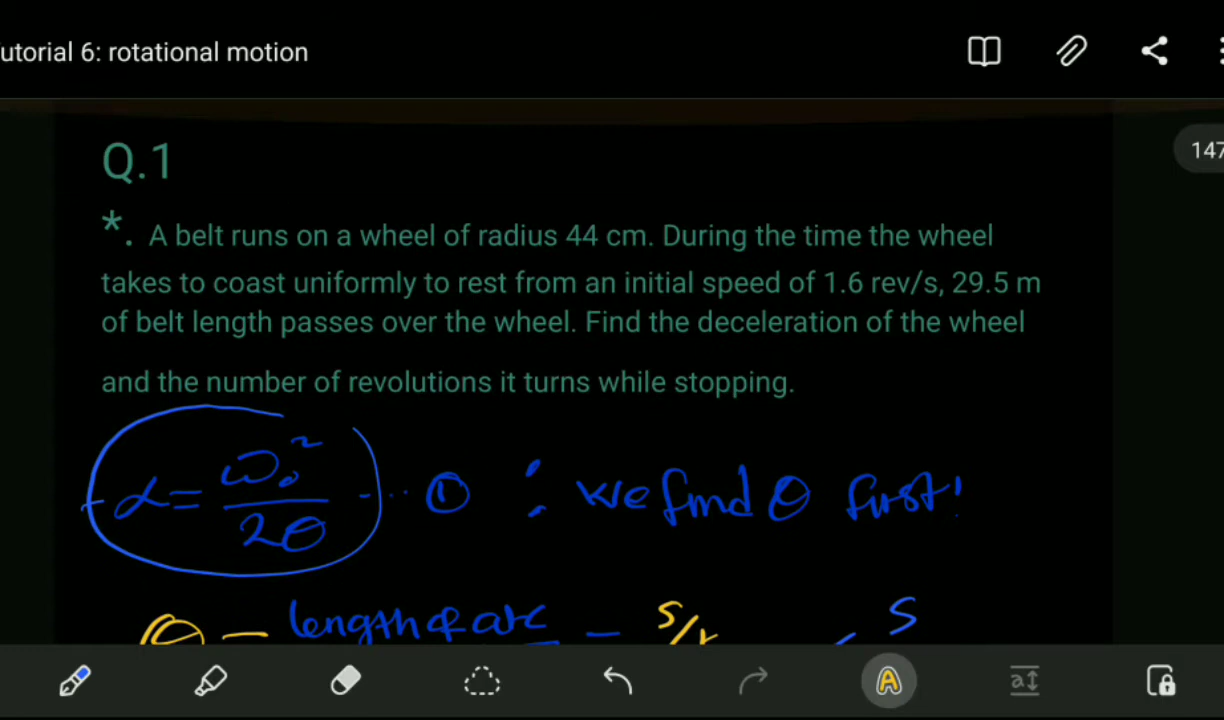 utorial 6: rotational motion
147
Q.1
*. A belt runs on a wheel of radius 44 cm. During the time the wheel
takes to coast uniformly to rest from an initial speed of 1.6 rev/s, 29.5 m
of belt length passes over the wheel. Find the deceleration of the wheel
and the number of revolutions it turns while stopping.
-α = ω₀² / 2θ --- ① : we find θ first!
θ = length of arc = s/r
S